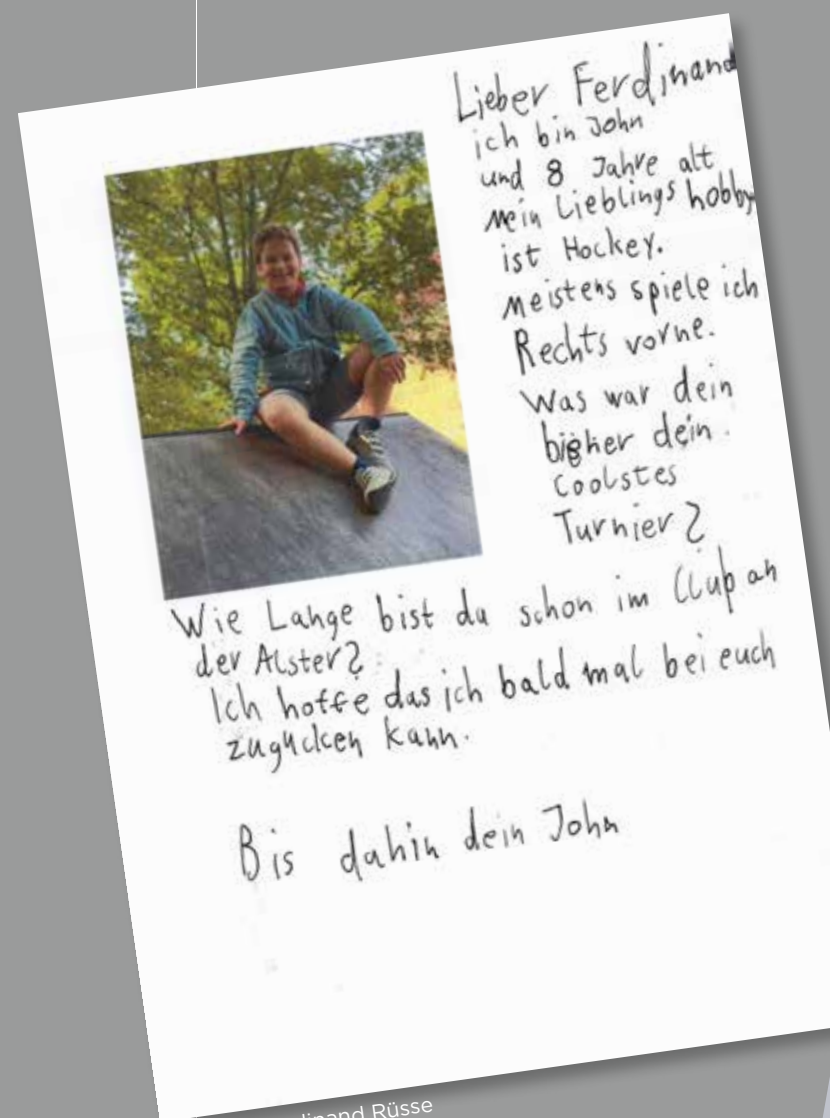 Lieber Ferdinand
ich bin John
und 8 Jahre alt
mein Lieblings hobby
ist Hockey.
meistens spiele ich
Rechts vorne.
Was war dein
bisher dein
Coolstes
Turnier?
Wie Lange bist du schon im Club an
der Alster?
Ich hoffe das ich bald mal bei euch
zugucken kann.
Bis dahin dein John
Rüsse